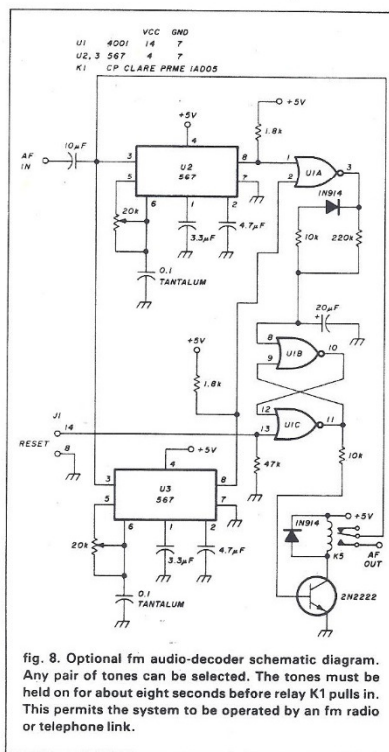 VCC GND
U1 4001 14 7
U2, 3 567 4 7
K1 CP CLARE PRME 1AD05
+5V
1.8k
+5V
10µF
AF IN
4
3
U2 567
8
7
5
6
1
2
20k
3.3µF
4.7µF
0.1 TANTALUM
1
2
U1A
3
1N914
10k
220k
20µF
+
8
9
U1B
10
+5V
1.8k
12
13
U1C
11
J1
14
RESET
8
47k
10k
+5V
4
3
U3 567
8
7
5
6
1
2
20k
3.3µF
4.7µF
0.1 TANTALUM
1N914
+5V
K5
AF OUT
2N2222
fig. 8. Optional fm audio-decoder schematic diagram.
Any pair of tones can be selected. The tones must be
held on for about eight seconds before relay K1 pulls in.
This permits the system to be operated by an fm radio
or telephone link.